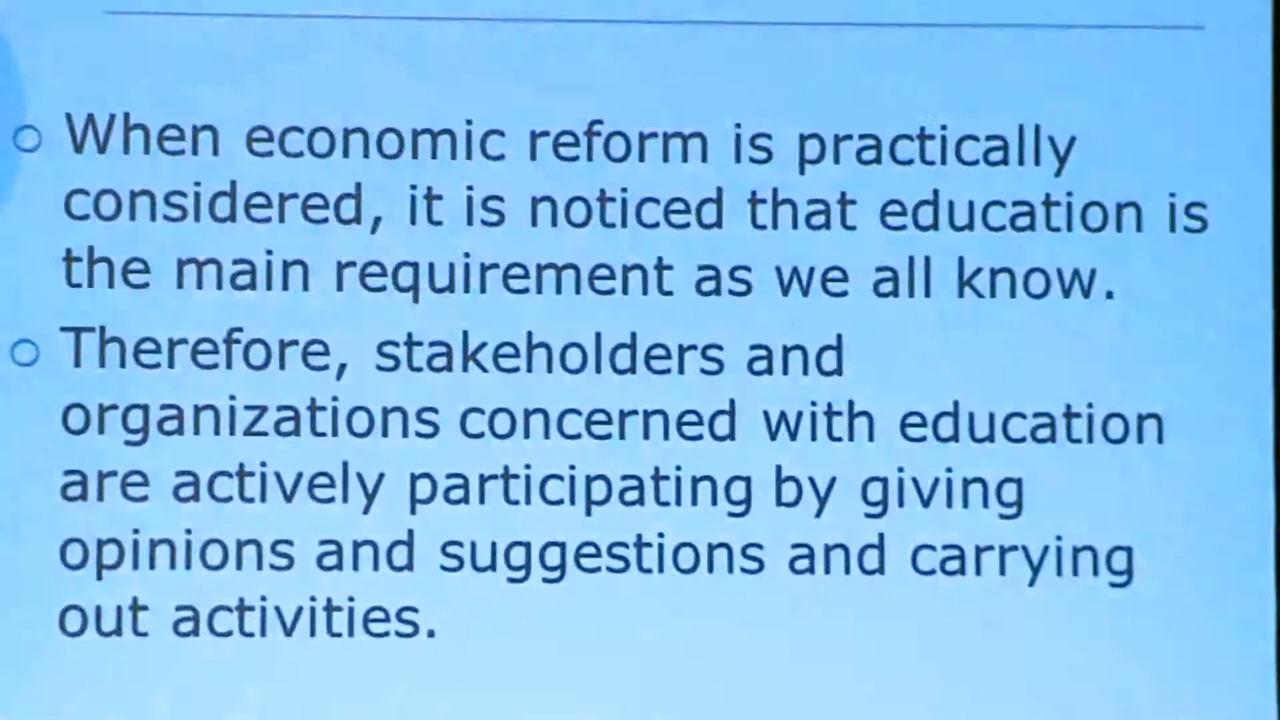 When economic reform is practically
considered, it is noticed that education is
the main requirement as we all know.
Therefore, stakeholders and
organizations concerned with education
are actively participating by giving
opinions and suggestions and carrying
out activities.